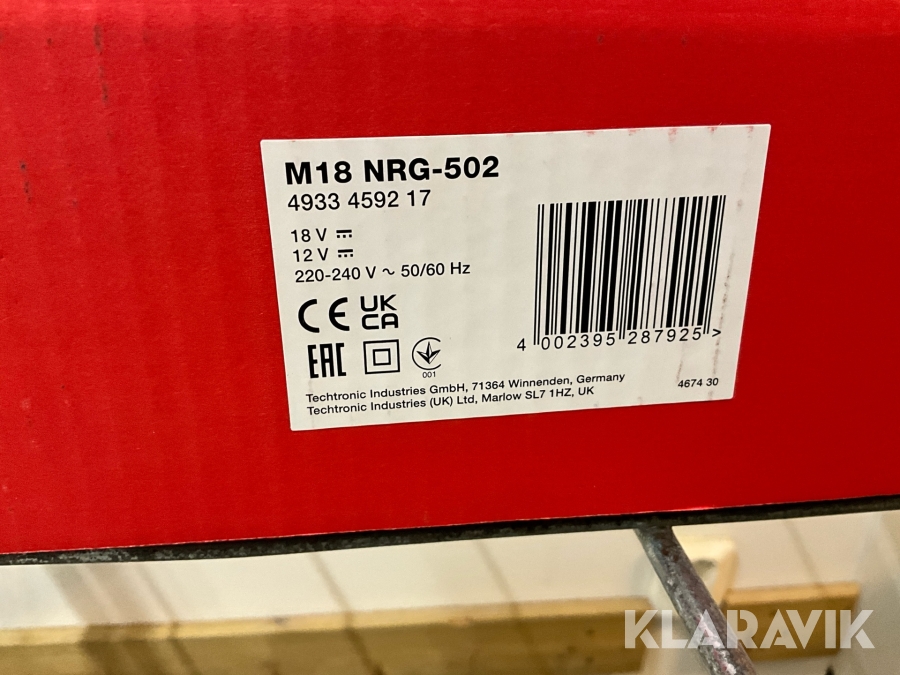 M18 NRG-502
4933 4592 17
18 V
12 V
220-240 V ~ 50/60 Hz
CE UK CA
EAC
001
4 002395 287925 >
Techtronic Industries GmbH, 71364 Winnenden, Germany
Techtronic Industries (UK) Ltd, Marlow SL7 1HZ, UK
4674 30
KLARAVIK